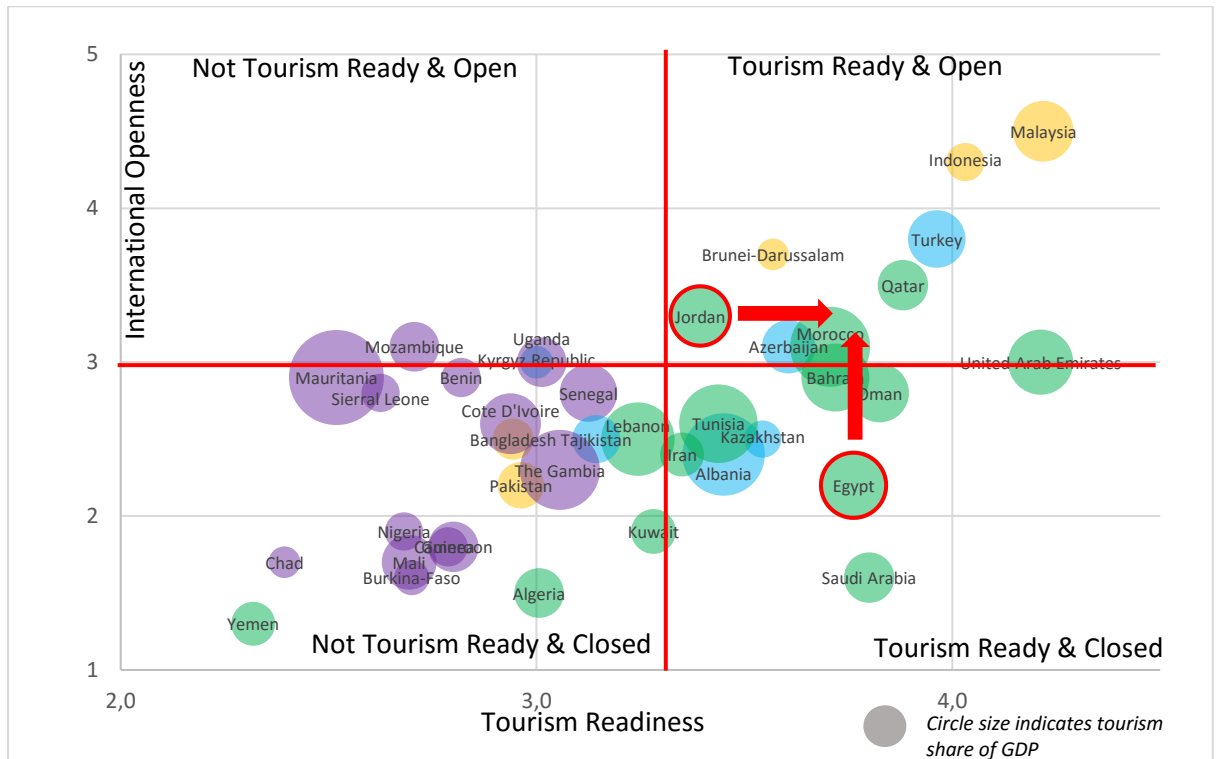 5
Not Tourism Ready & Open
Tourism Ready & Open
International Openness
Malaysia
Indonesia
4
Turkey
Brunei-Darussalam
Qatar
Jordan
Uganda
Mozambique
Morocco
Azerbaijan
Kyrgyz Republic
United Arab Emirates
3
Mauritania
Benin
Bahrain
Sierral Leone
Senegal
Oman
Cote D'Ivoire
Lebanon
Tunisia
Bangladesh
Tajikistan
Kazakhstan
Iran
The Gambia
Albania
Pakistan
Egypt
2
Nigeria
Kuwait
Guinea
Cameroon
Chad
Mali
Burkina-Faso
Saudi Arabia
Algeria
Yemen
Not Tourism Ready & Closed
Tourism Ready & Closed
1
2,0
3,0
4,0
Tourism Readiness
Circle size indicates tourism
share of GDP